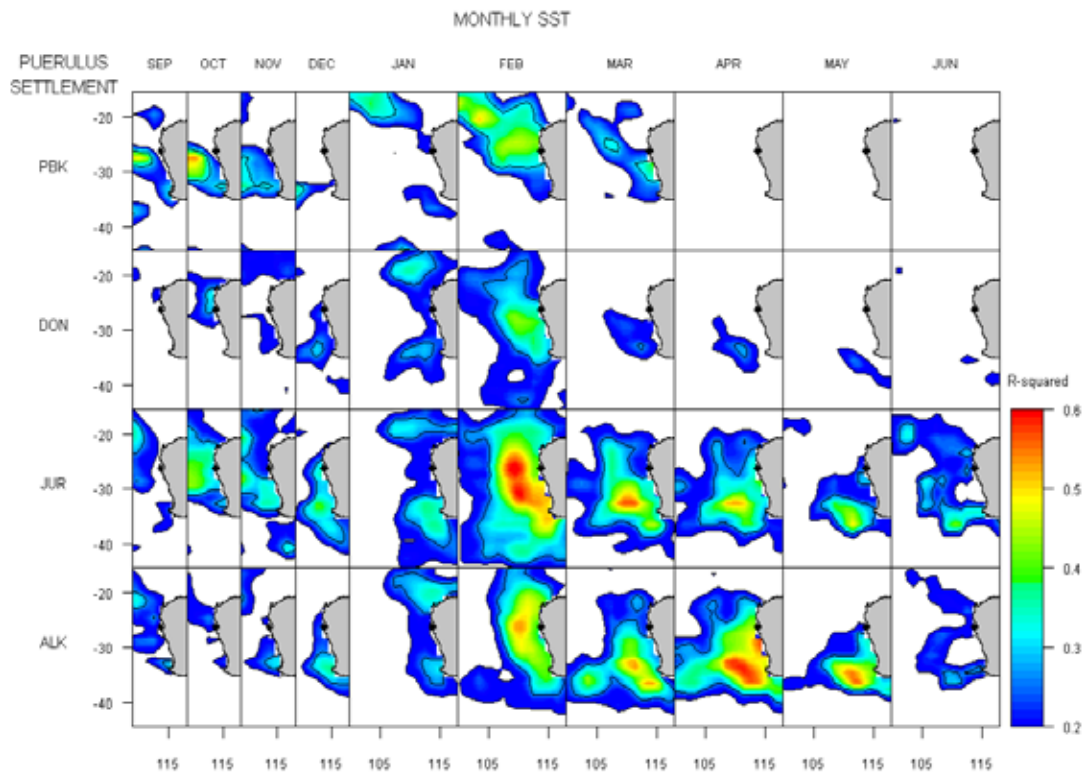 MONTHLY SST
PUERULUS
SETTLEMENT
SEP OCT NOV DEC JAN FEB MAR APR MAY JUN
PBK
-20
-30
-40
DON
-20
-30
-40
JUR
-20
-30
-40
ALK
-20
-30
-40
R-squared
0.6
0.5
0.4
0.3
0.2
115 115 115 115 105 115 105 115 105 115 105 115 105 115 105 115